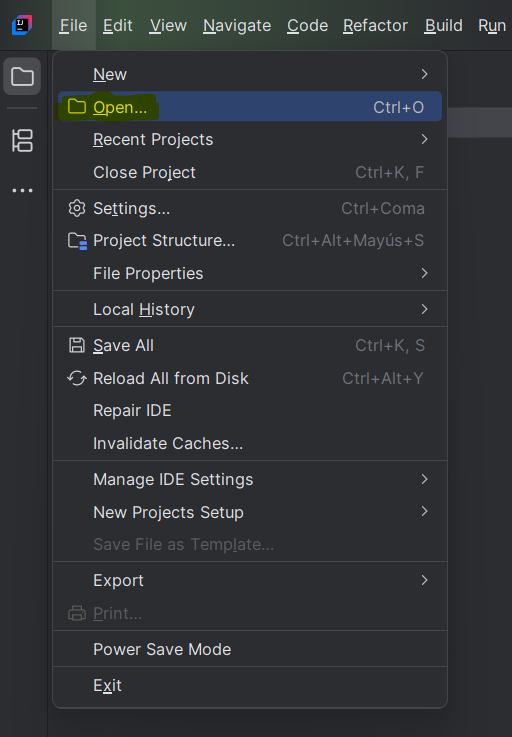 File Edit View Navigate Code Refactor Build Run
New
Open... Ctrl+O
Recent Projects
Close Project Ctrl+K, F
Settings... Ctrl+Coma
Project Structure... Ctrl+Alt+Mayús+S
File Properties
Local History
Save All Ctrl+K, S
Reload All from Disk Ctrl+Alt+Y
Repair IDE
Invalidate Caches...
Manage IDE Settings
New Projects Setup
Save File as Template...
Export
Print...
Power Save Mode
Exit